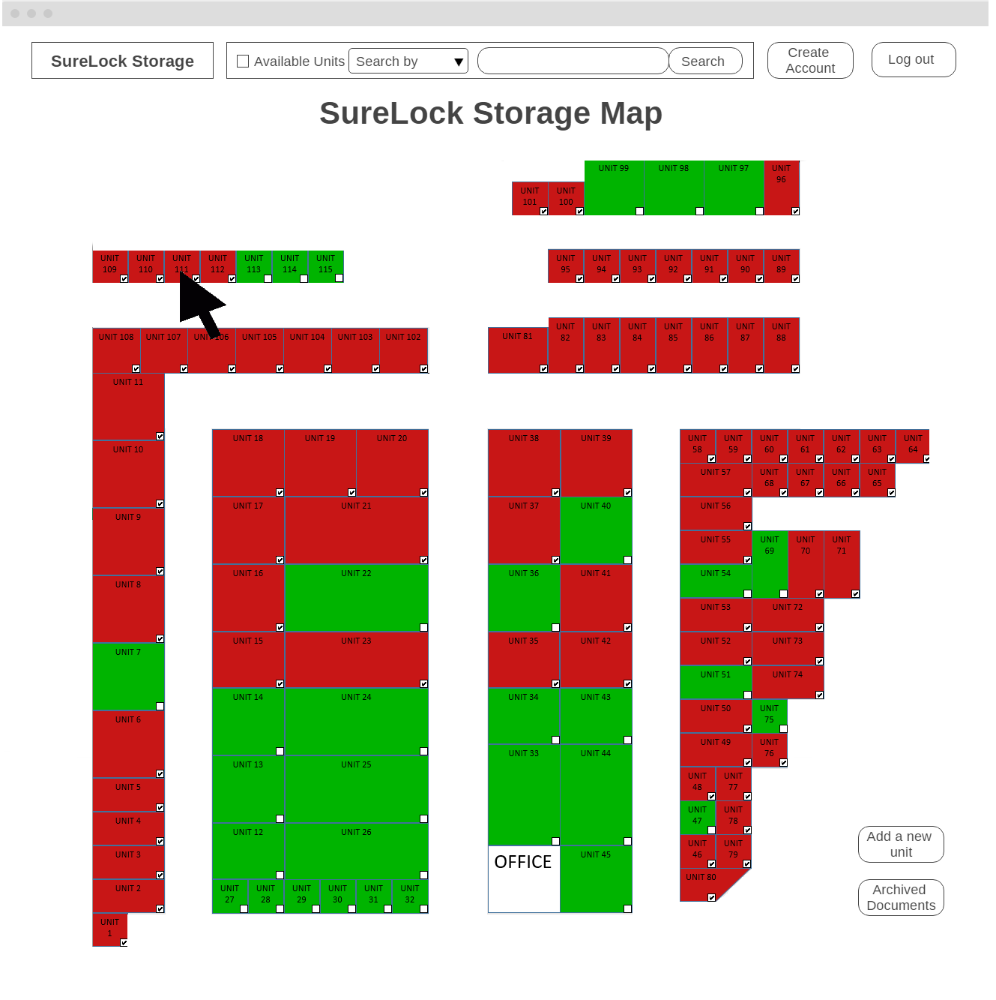 SureLock Storage
Available Units
Search by
Search
Create
Account
Log out
SureLock Storage Map
UNIT 99
UNIT 98
UNIT 97
UNIT
96
UNIT
101
UNIT
100
UNIT
109
UNIT
110
UNIT
111
UNIT
112
UNIT
113
UNIT
114
UNIT
115
UNIT
95
UNIT
94
UNIT
93
UNIT
92
UNIT
91
UNIT
90
UNIT
89
UNIT 108
UNIT 107
UNIT 106
UNIT 105
UNIT 104
UNIT 103
UNIT 102
UNIT 81
UNIT
82
UNIT
83
UNIT
84
UNIT
85
UNIT
86
UNIT
87
UNIT
88
UNIT 11
UNIT 10
UNIT 9
UNIT 8
UNIT 7
UNIT 6
UNIT 5
UNIT 4
UNIT 3
UNIT 2
UNIT
1
UNIT 18
UNIT 19
UNIT 20
UNIT 17
UNIT 21
UNIT 16
UNIT 22
UNIT 15
UNIT 23
UNIT 14
UNIT 24
UNIT 13
UNIT 25
UNIT 12
UNIT 26
UNIT
27
UNIT
28
UNIT
29
UNIT
30
UNIT
31
UNIT
32
UNIT 38
UNIT 39
UNIT 37
UNIT 40
UNIT 36
UNIT 41
UNIT 35
UNIT 42
UNIT 34
UNIT 43
UNIT 33
UNIT 44
OFFICE
UNIT 45
UNIT
58
UNIT
59
UNIT
60
UNIT
61
UNIT
62
UNIT
63
UNIT
64
UNIT 57
UNIT
68
UNIT
67
UNIT
66
UNIT
65
UNIT 56
UNIT 55
UNIT
69
UNIT
70
UNIT
71
UNIT 54
UNIT 53
UNIT 72
UNIT 52
UNIT 73
UNIT 51
UNIT 74
UNIT 50
UNIT
75
UNIT 49
UNIT
76
UNIT
48
UNIT
77
UNIT
47
UNIT
78
UNIT
46
UNIT
79
UNIT 80
Add a new
unit
Archived
Documents